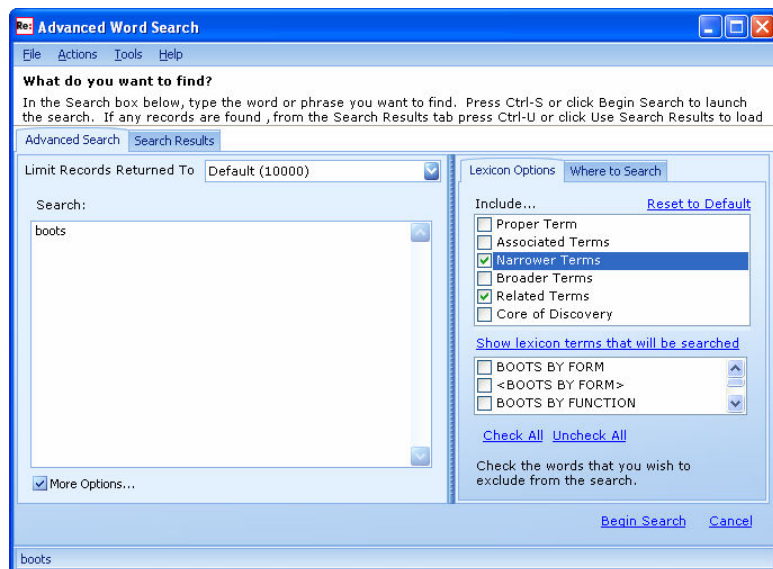 Re: Advanced Word Search
File Actions Tools Help
What do you want to find?
In the Search box below, type the word or phrase you want to find. Press Ctrl-S or click Begin Search to launch
the search. If any records are found , from the Search Results tab press Ctrl-U or click Use Search Results to load
Advanced Search Search Results
Limit Records Returned To Default (10000)
Search:
boots
More Options...
Lexicon Options Where to Search
Include... Reset to Default
Proper Term
Associated Terms
Narrower Terms
Broader Terms
Related Terms
Core of Discovery
Show lexicon terms that will be searched
BOOTS BY FORM
<BOOTS BY FORM>
BOOTS BY FUNCTION
Check All Uncheck All
Check the words that you wish to
exclude from the search.
Begin Search Cancel
boots